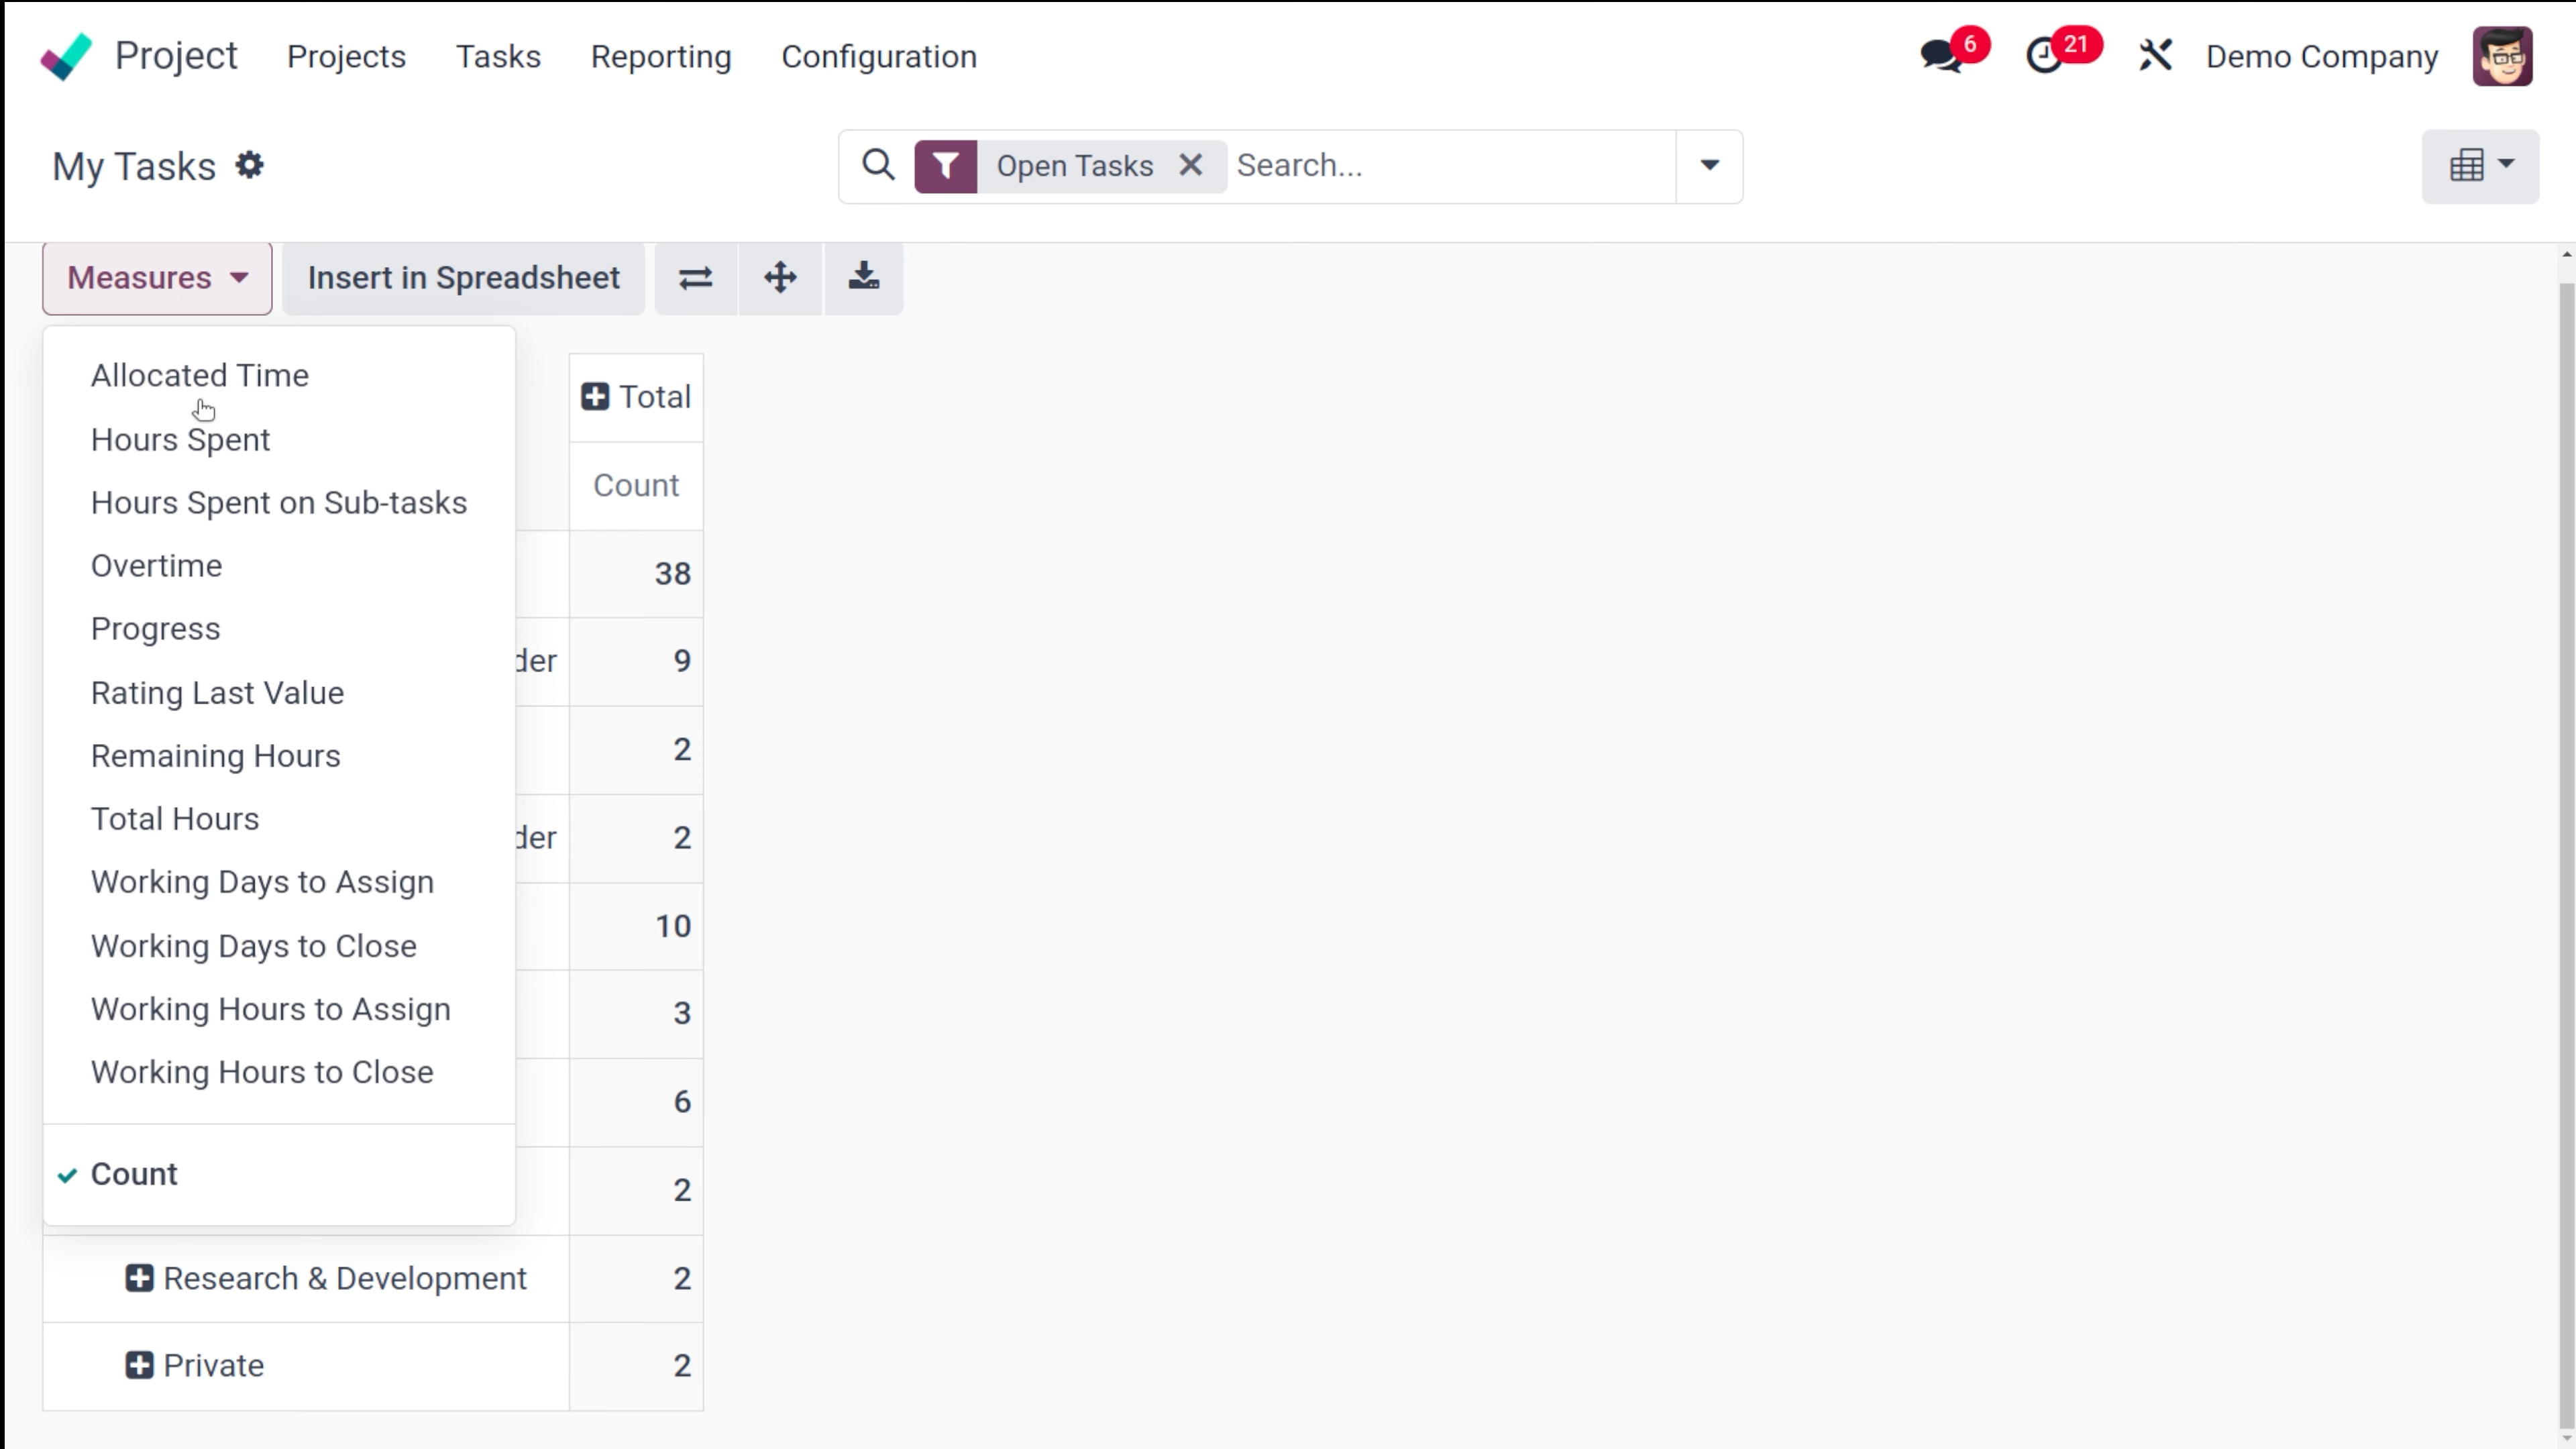 Project Projects Tasks Reporting Configuration 6 21 Demo Company
My Tasks Open Tasks Search...
Measures Insert in Spreadsheet
Allocated Time
Total
Hours Spent
Count
Hours Spent on Sub-tasks
Overtime
38
Progress
der 9
Rating Last Value
Remaining Hours
2
Total Hours
der 2
Working Days to Assign
10
Working Days to Close
Working Hours to Assign
3
Working Hours to Close
6
Count
2
Research & Development 2
Private 2